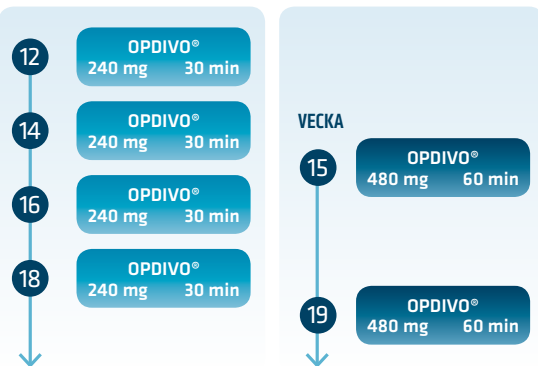 12
OPDIVO®
240 mg 30 min
14
OPDIVO®
240 mg 30 min
16
OPDIVO®
240 mg 30 min
18
OPDIVO®
240 mg 30 min
VECKA
15
OPDIVO®
480 mg 60 min
19
OPDIVO®
480 mg 60 min